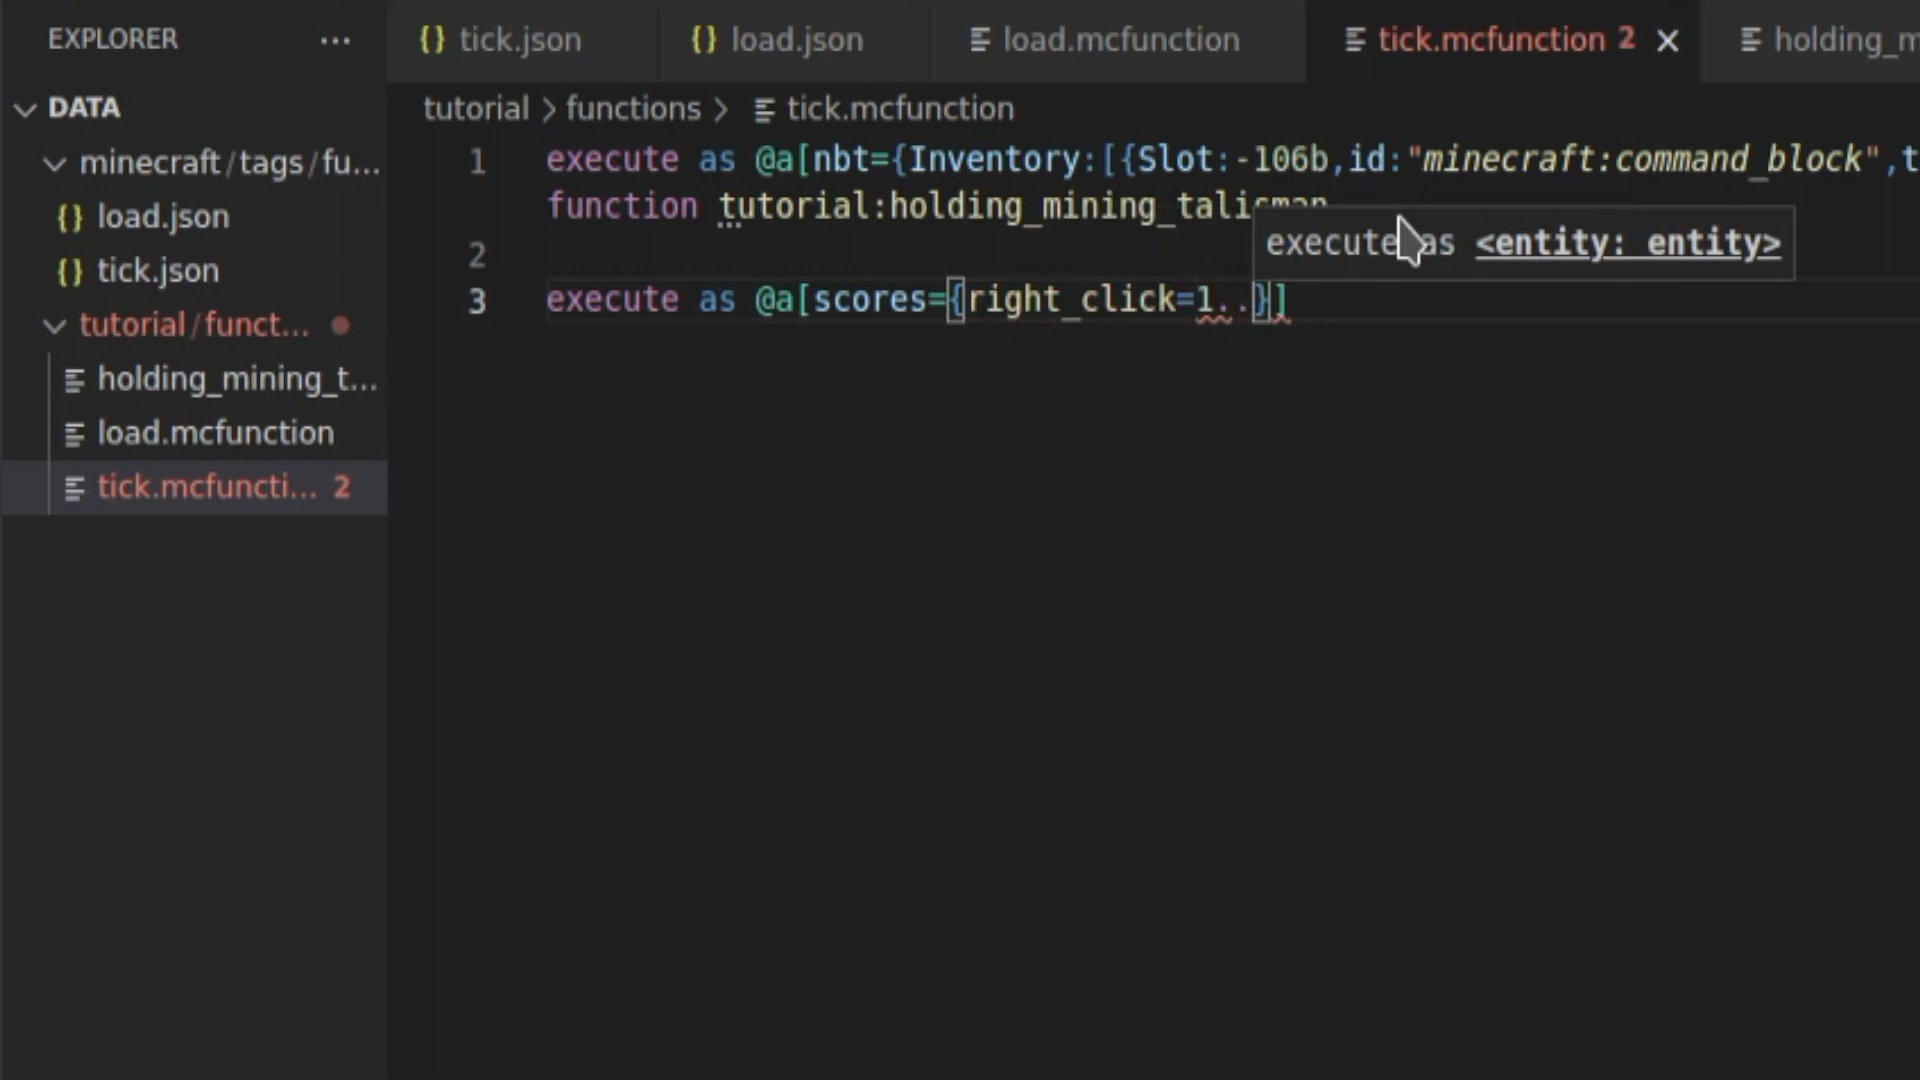 EXPLORER ...
DATA
minecraft/tags/fu...
{} load.json
{} tick.json
tutorial/funct...
holding_mining_t...
load.mcfunction
tick.mcfuncti... 2
{} tick.json {} load.json load.mcfunction tick.mcfunction 2 holding_m
tutorial > functions > tick.mcfunction
1 execute as @a[nbt={Inventory:[{Slot:-106b,id:"minecraft:command_block",t
function tutorial:holding_mining_talisman
execute as <entity: entity>
2
3 execute as @a[scores={right_click=1..}]